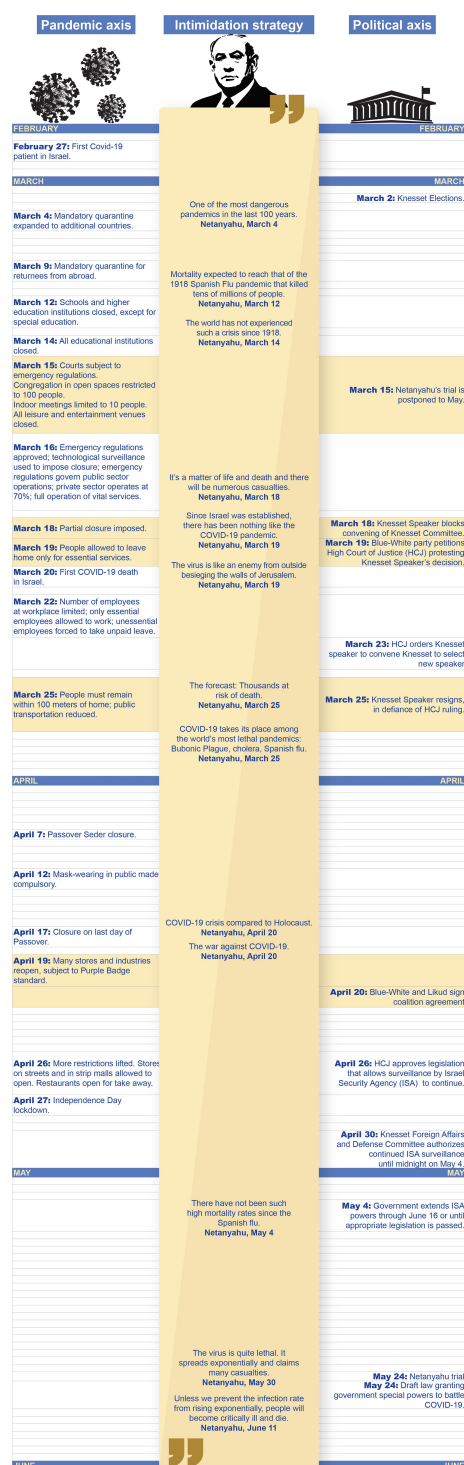 Pandemic axis
Intimidation strategy
Political axis
FEBRUARY
FEBRUARY
February 27: First Covid-19
patient in Israel.
MARCH
MARCH
March 2: Knesset Elections.
One of the most dangerous
pandemics in the last 100 years.
Netanyahu, March 4
March 4: Mandatory quarantine
expanded to additional countries.
March 9: Mandatory quarantine for
returnees from abroad.
Mortality expected to reach that of the
1918 Spanish Flu pandemic that killed
tens of millions of people.
Netanyahu, March 12
March 12: Schools and higher
education institutions closed, except for
special education.
The world has not experienced
such a crisis since 1918.
Netanyahu, March 14
March 14: All educational institutions
closed.
March 15: Courts subject to
emergency regulations.
Congregation in open spaces restricted
to 100 people.
Indoor meetings limited to 10 people.
All leisure and entertainment venues
closed.
March 15: Netanyahu's trial is
postponed to May.
March 16: Emergency regulations
approved; technological surveillance
used to impose closure; emergency
regulations govern public sector
operations; private sector operates at
70%; full operation of vital services.
It's a matter of life and death and there
will be numerous casualties.
Netanyahu, March 18
Since Israel was established,
there has been nothing like the
COVID-19 pandemic.
Netanyahu, March 19
March 18: Partial closure imposed.
March 18: Knesset Speaker blocks
convening of Knesset Committee.
March 19: People allowed to leave
home only for essential services.
March 19: Blue-White party petitions
High Court of Justice (HCJ) protesting
Knesset Speaker's decision.
The virus is like an enemy from outside
besieging the walls of Jerusalem.
Netanyahu, March 19
March 20: First COVID-19 death
in Israel.
March 22: Number of employees
at workplace limited; only essential
employees allowed to work; unessential
employees forced to take unpaid leave.
March 23: HCJ orders Knesset
speaker to convene Knesset to select
new speaker
The forecast: Thousands at
risk of death.
Netanyahu, March 25
March 25: People must remain
within 100 meters of home; public
transportation reduced.
March 25: Knesset Speaker resigns,
in defiance of HCJ ruling.
COVID-19 takes its place among
the world's most lethal pandemics:
Bubonic Plague, cholera, Spanish flu.
Netanyahu, March 25
APRIL
APRIL
April 7: Passover Seder closure.
April 12: Mask-wearing in public made
compulsory.
COVID-19 crisis compared to Holocaust.
Netanyahu, April 20
The war against COVID-19.
Netanyahu, April 20
April 17: Closure on last day of
Passover.
April 19: Many stores and industries
reopen, subject to Purple Badge
standard.
April 20: Blue-White and Likud sign
coalition agreement
April 26: More restrictions lifted. Stores
on streets and in strip malls allowed to
open. Restaurants open for take away.
April 26: HCJ approves legislation
that allows surveillance by Israel
Security Agency (ISA) to continue.
April 27: Independence Day
lockdown.
April 30: Knesset Foreign Affairs
and Defense Committee authorizes
continued ISA surveillance
until midnight on May 4.
MAY
MAY
There have not been such
high mortality rates since the
Spanish flu.
Netanyahu, May 4
May 4: Government extends ISA
powers through June 16 or until
appropriate legislation is passed.
The virus is quite lethal. It
spreads exponentially and claims
many casualties.
Netanyahu, May 30
May 24: Netanyahu trial
May 24: Draft law granting
government special powers to battle
COVID-19.
Unless we prevent the infection rate
from rising exponentially, people will
become critically ill and die.
Netanyahu, June 11
JUNE
JUNE